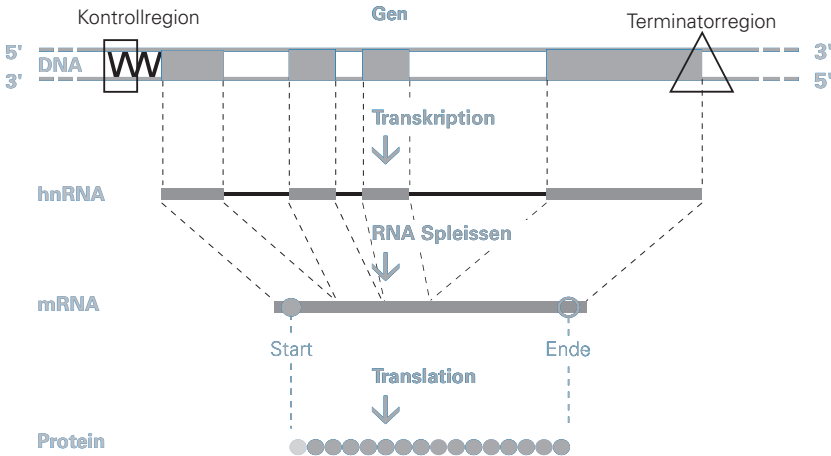 Kontrollregion
Gen
Terminatorregion
5'
3'
DNA
3'
5'
Transkription
hnRNA
RNA Spleissen
mRNA
Start
Ende
Translation
Protein